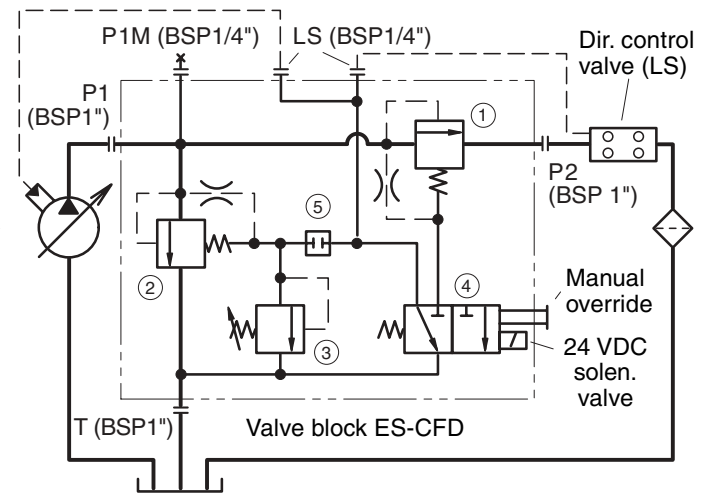 P1M (BSP1/4")
LS (BSP1/4")
Dir. control
valve (LS)
P1
(BSP1")
1
P2
(BSP 1")
5
2
4
Manual
override
3
24 VDC
solen.
valve
T (BSP1")
Valve block ES-CFD